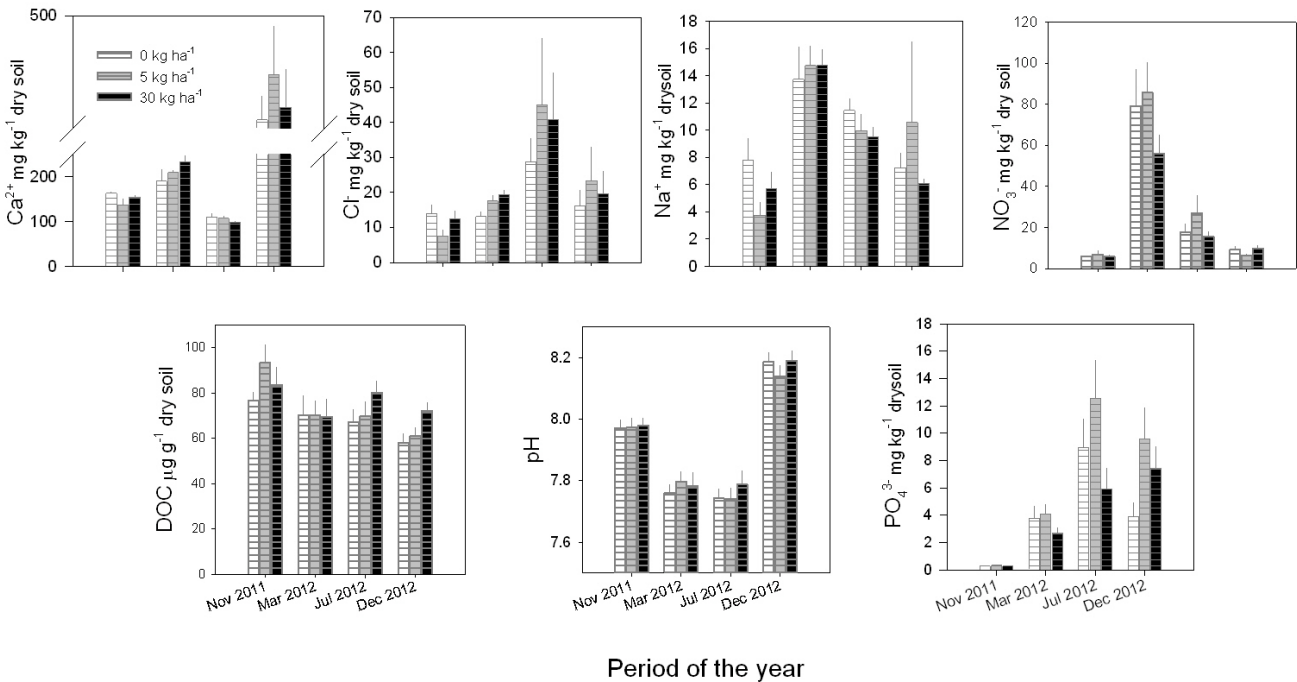 Ca²⁺ mg kg⁻¹ dry soil
500
200
100
0
0 kg ha⁻¹
5 kg ha⁻¹
30 kg ha⁻¹
Cl⁻ mg kg⁻¹ dry soil
70
60
50
40
30
20
10
0
Na⁺ mg kg⁻¹ drysoil
18
16
14
12
10
8
6
4
2
0
NO₃⁻ mg kg⁻¹ dry soil
120
100
80
60
40
20
0
DOC µg g⁻¹ dry soil
100
80
60
40
20
0
Nov 2011
Mar 2012
Jul 2012
Dec 2012
pH
8.2
8.0
7.8
7.6
Nov 2011
Mar 2012
Jul 2012
Dec 2012
PO₄³⁻ mg kg⁻¹ drysoil
18
16
14
12
10
8
6
4
2
0
Nov 2011
Mar 2012
Jul 2012
Dec 2012
Period of the year